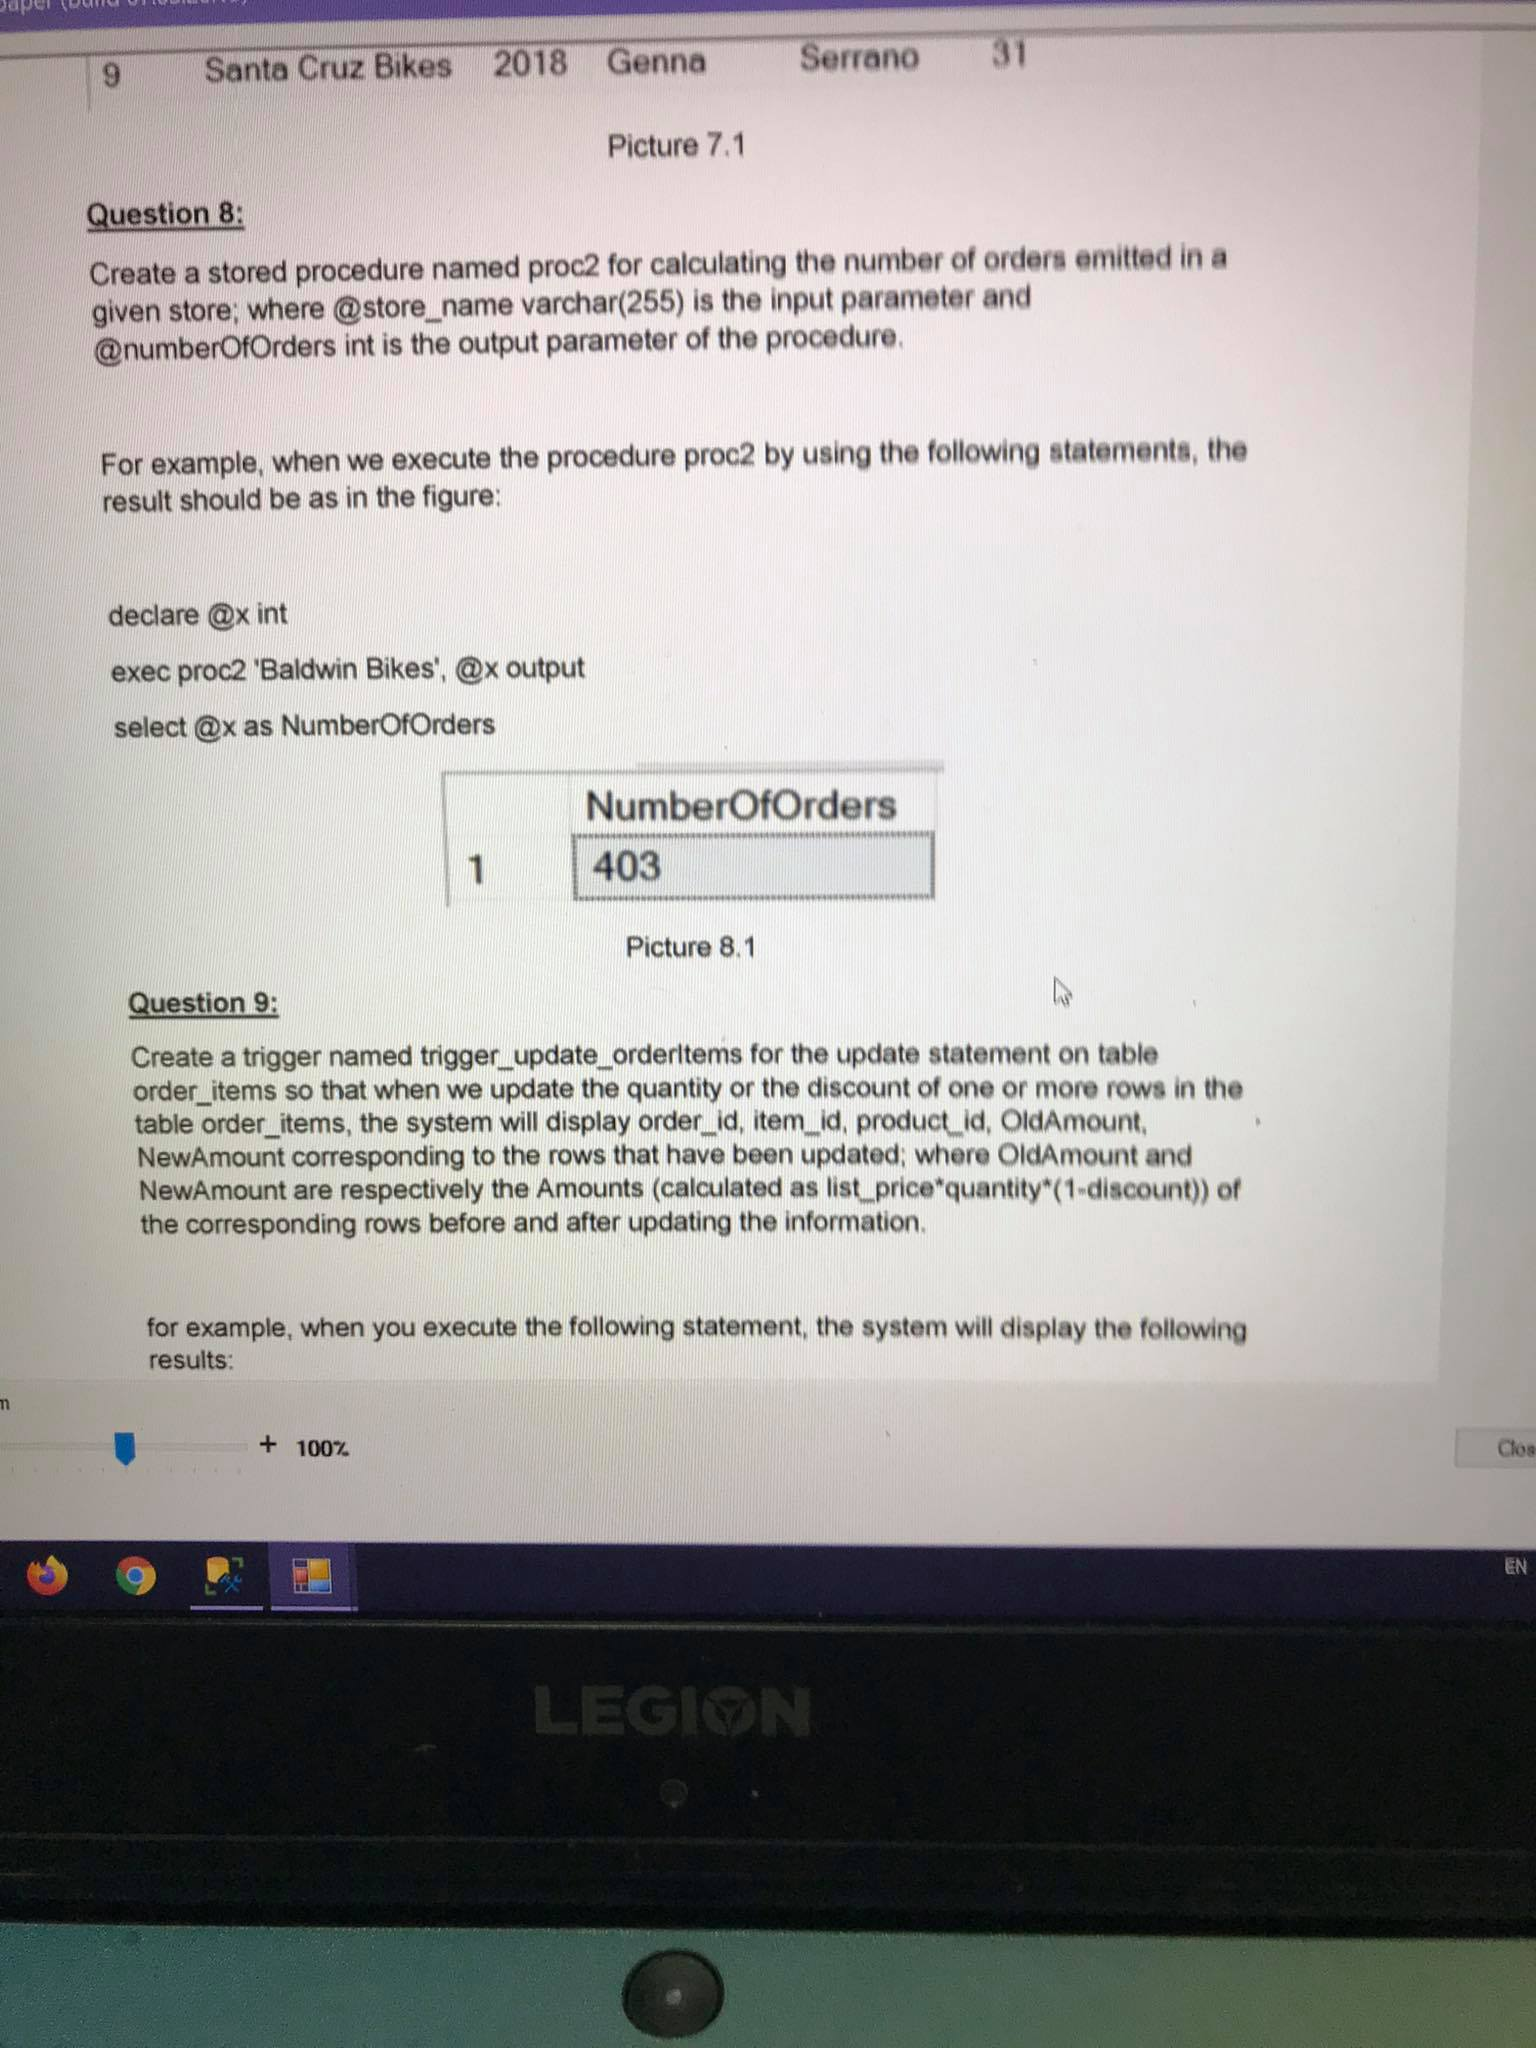 9 Santa Cruz Bikes 2018 Genna Serrano 31
Picture 7.1
Question 8:
Create a stored procedure named proc2 for calculating the number of orders emitted in a
given store; where @store_name varchar(255) is the input parameter and
@numberOfOrders int is the output parameter of the procedure.
For example, when we execute the procedure proc2 by using the following statements, the
result should be as in the figure:
declare @x int
exec proc2 'Baldwin Bikes', @x output
select @x as NumberOfOrders
NumberOfOrders
1 403
Picture 8.1
Question 9:
Create a trigger named trigger_update_orderItems for the update statement on table
order_items so that when we update the quantity or the discount of one or more rows in the
table order_items, the system will display order_id, item_id, product_id, OldAmount,
NewAmount corresponding to the rows that have been updated; where OldAmount and
NewAmount are respectively the Amounts (calculated as list_price*quantity*(1-discount)) of
the corresponding rows before and after updating the information.
for example, when you execute the following statement, the system will display the following
results:
+ 100%
Clos
EN
LEGION